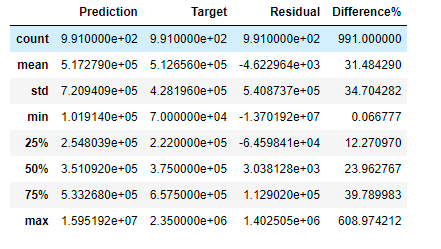 Prediction Target Residual Difference%
count 9.910000e+02 9.910000e+02 9.910000e+02 991.000000
mean 5.172790e+05 5.126560e+05 -4.622964e+03 31.484290
std 7.209409e+05 4.281960e+05 5.408737e+05 34.704282
min 1.019140e+05 7.000000e+04 -1.370192e+07 0.066777
25% 2.548039e+05 2.220000e+05 -6.459841e+04 12.270970
50% 3.510920e+05 3.750000e+05 3.038128e+03 23.962767
75% 5.332680e+05 6.575000e+05 1.129020e+05 39.789983
max 1.595192e+07 2.350000e+06 1.402505e+06 608.974212